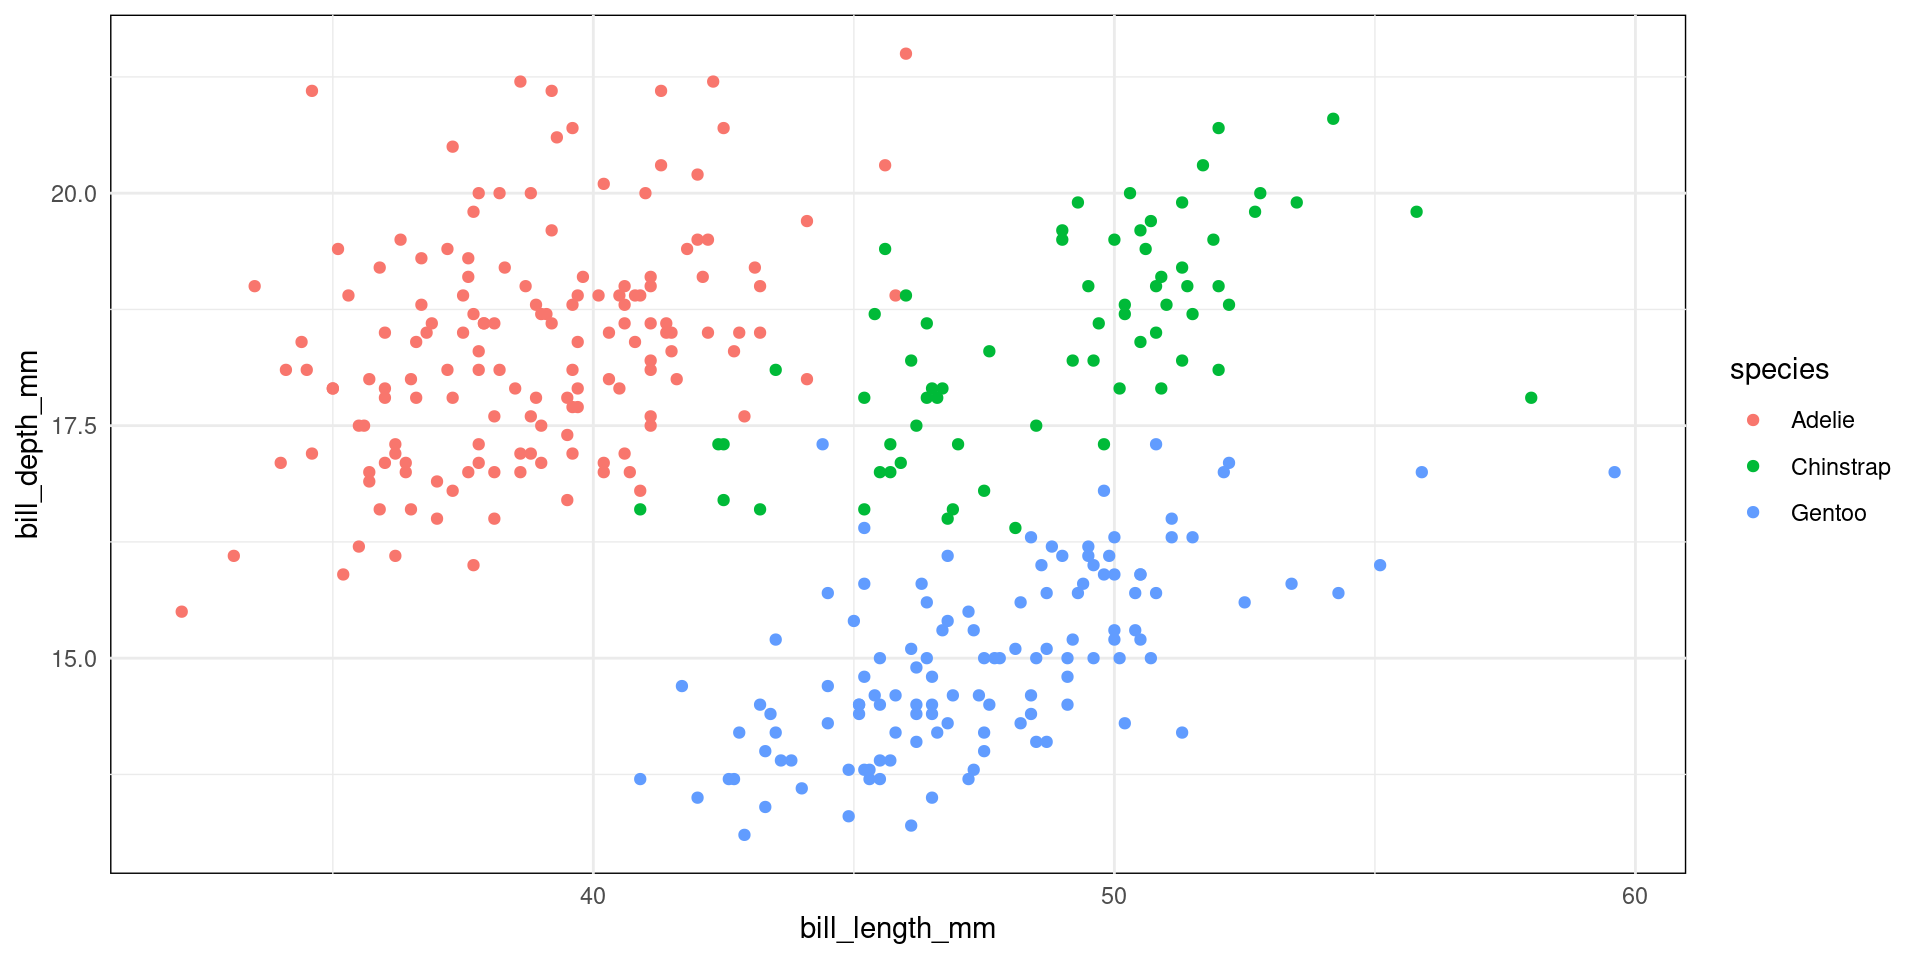 20.0
17.5
15.0
bill_depth_mm
40 50 60
bill_length_mm
species
Adelie
Chinstrap
Gentoo